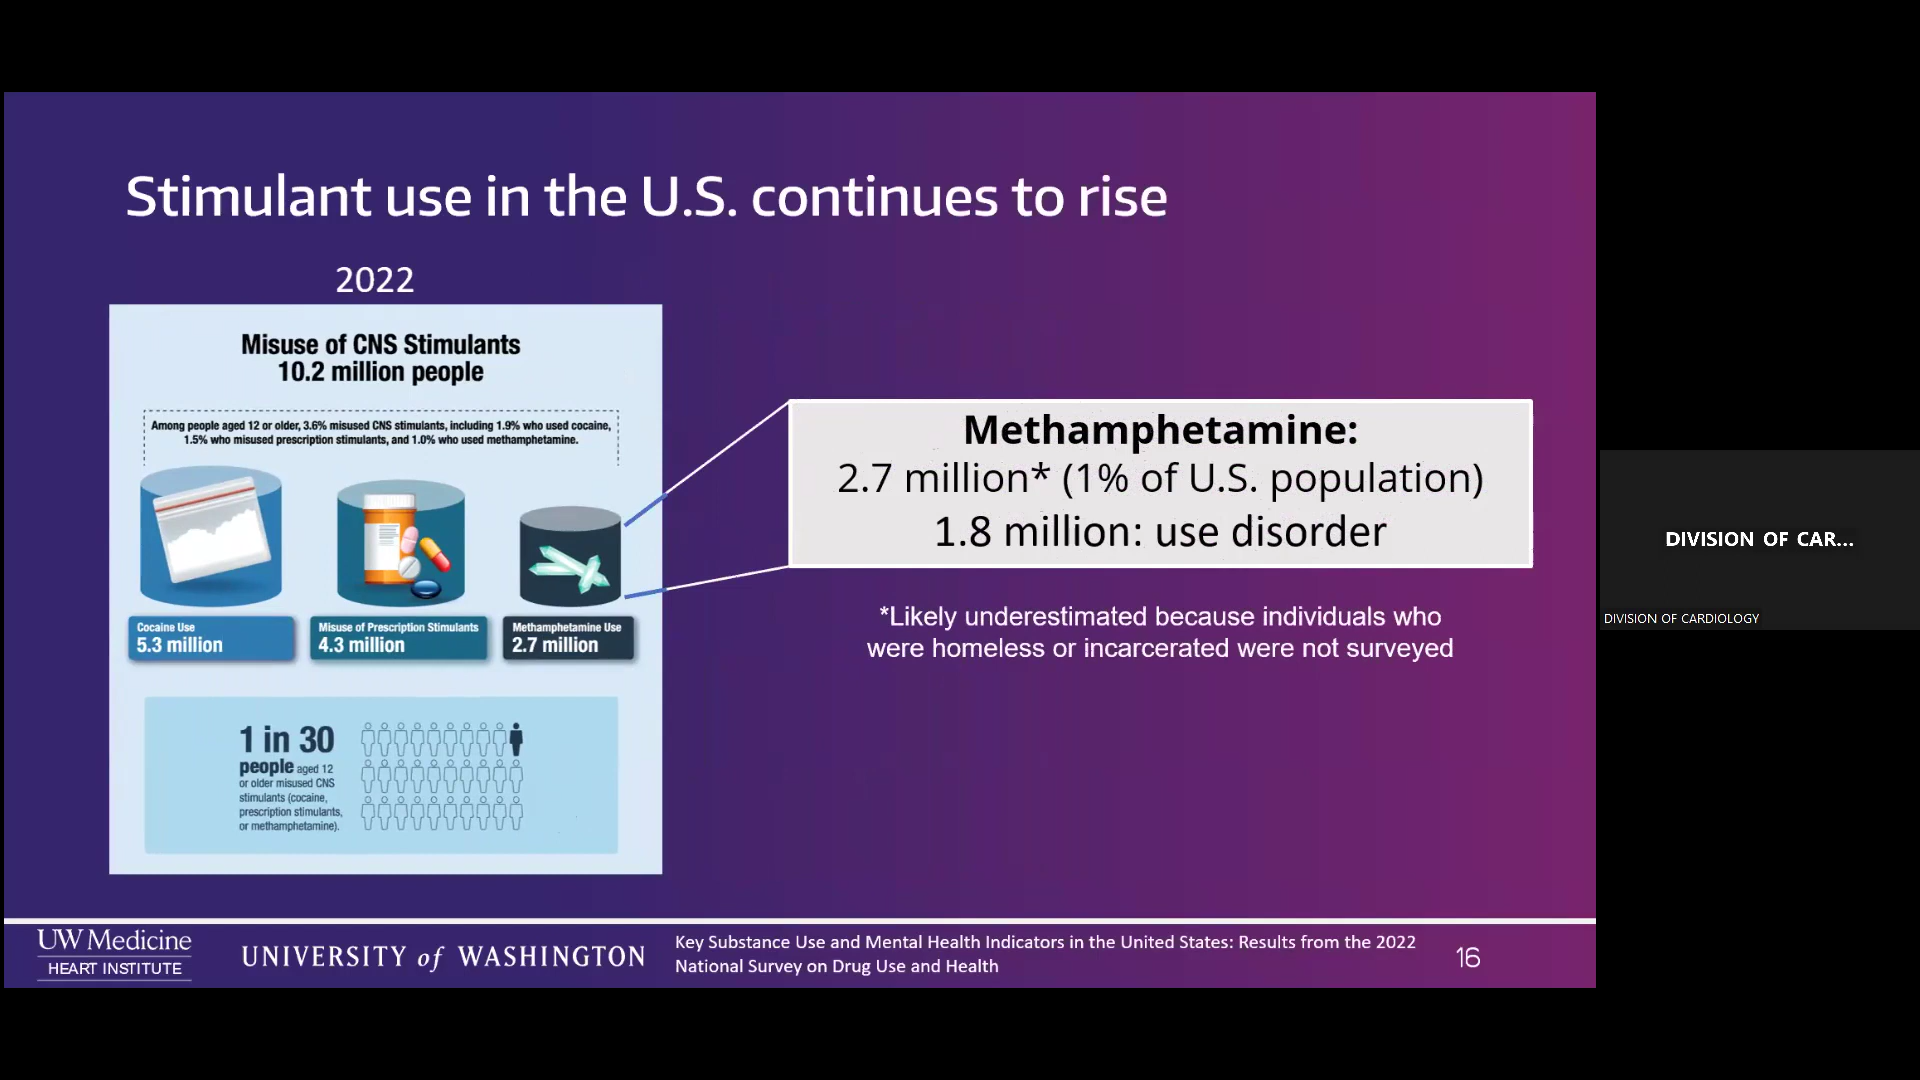 Stimulant use in the U.S. continues to rise
2022
Misuse of CNS Stimulants
10.2 million people
Among people aged 12 or older, 3.6% misused CNS stimulants, including 1.9% who used cocaine,
1.5% who misused prescription stimulants, and 1.0% who used methamphetamine.
Cocaine Use
5.3 million
Misuse of Prescription Stimulants
4.3 million
Methamphetamine Use
2.7 million
1 in 30
people aged 12
or older misused CNS
stimulants (cocaine,
prescription stimulants,
or methamphetamine).
Methamphetamine:
2.7 million* (1% of U.S. population)
1.8 million: use disorder
*Likely underestimated because individuals who
were homeless or incarcerated were not surveyed
DIVISION OF CAR...
DIVISION OF CARDIOLOGY
UW Medicine
HEART INSTITUTE
UNIVERSITY of WASHINGTON
Key Substance Use and Mental Health Indicators in the United States: Results from the 2022
National Survey on Drug Use and Health
16